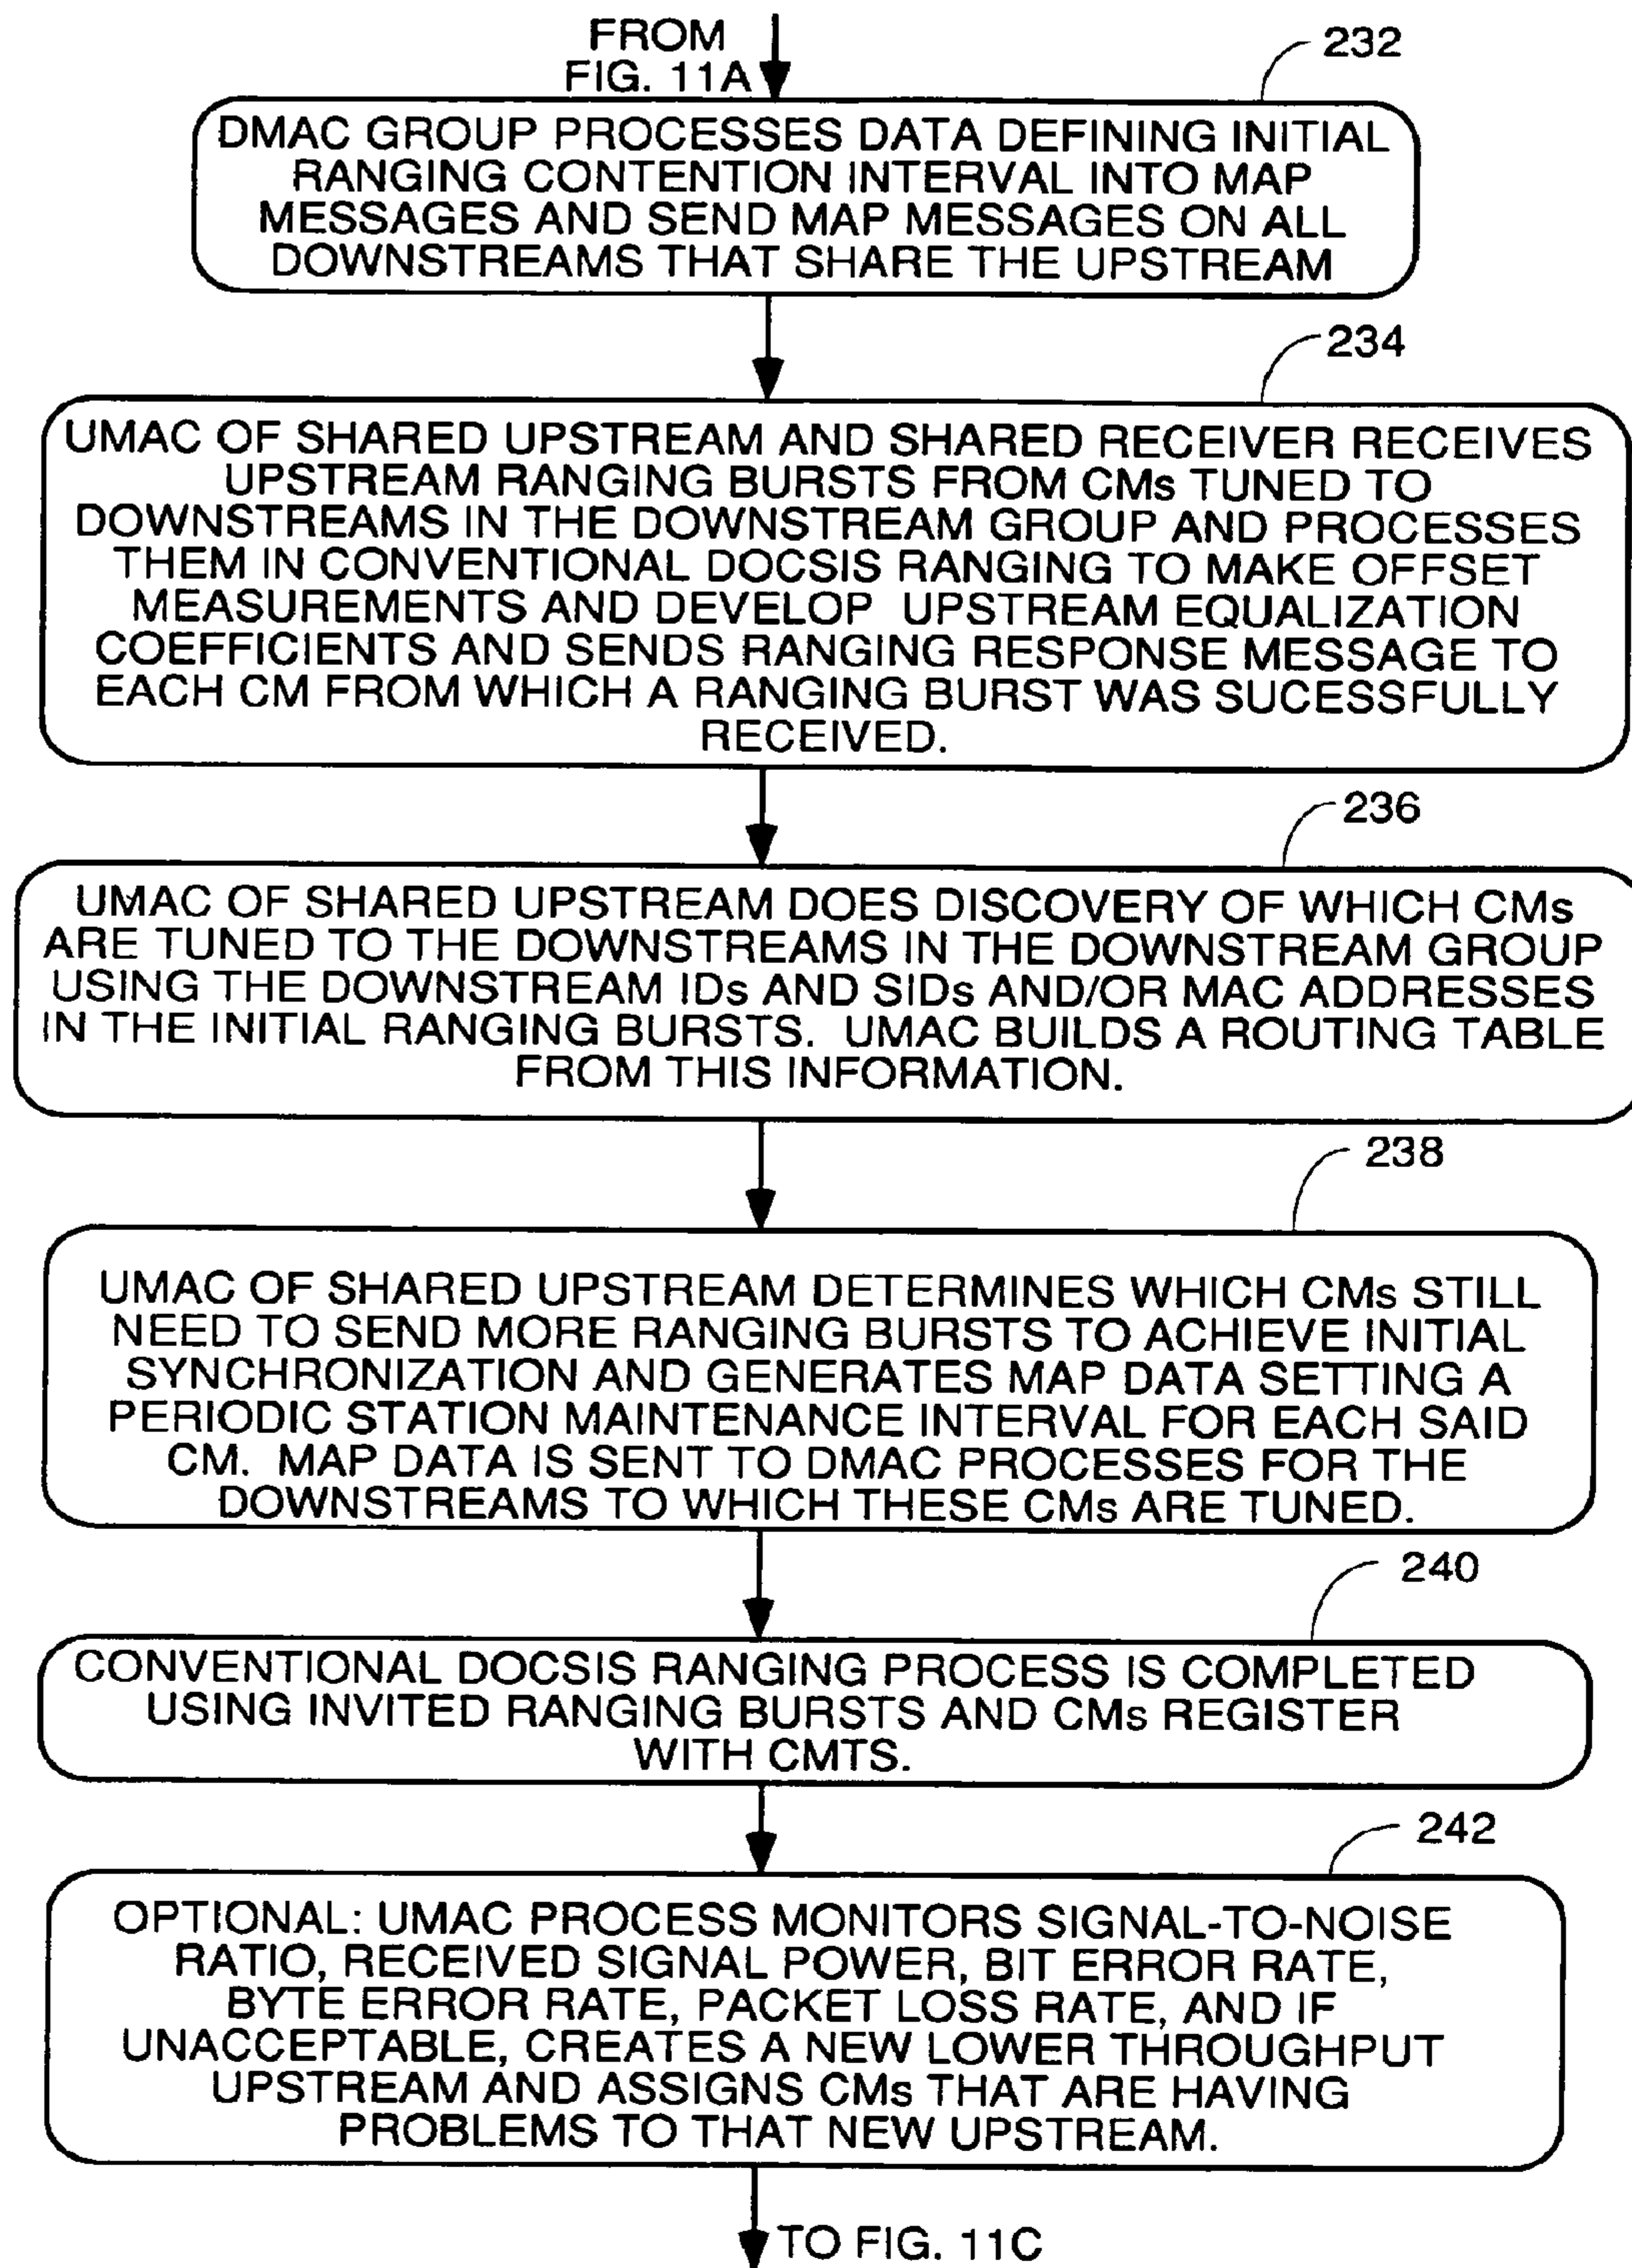 FROM
FIG. 11A
232
DMAC GROUP PROCESSES DATA DEFINING INITIAL
RANGING CONTENTION INTERVAL INTO MAP
MESSAGES AND SEND MAP MESSAGES ON ALL
DOWNSTREAMS THAT SHARE THE UPSTREAM
234
UMAC OF SHARED UPSTREAM AND SHARED RECEIVER RECEIVES
UPSTREAM RANGING BURSTS FROM CMs TUNED TO
DOWNSTREAMS IN THE DOWNSTREAM GROUP AND PROCESSES
THEM IN CONVENTIONAL DOCSIS RANGING TO MAKE OFFSET
MEASUREMENTS AND DEVELOP UPSTREAM EQUALIZATION
COEFFICIENTS AND SENDS RANGING RESPONSE MESSAGE TO
EACH CM FROM WHICH A RANGING BURST WAS SUCESSFULLY
RECEIVED.
236
UMAC OF SHARED UPSTREAM DOES DISCOVERY OF WHICH CMs
ARE TUNED TO THE DOWNSTREAMS IN THE DOWNSTREAM GROUP
USING THE DOWNSTREAM IDs AND SIDs AND/OR MAC ADDRESSES
IN THE INITIAL RANGING BURSTS. UMAC BUILDS A ROUTING TABLE
FROM THIS INFORMATION.
238
UMAC OF SHARED UPSTREAM DETERMINES WHICH CMs STILL
NEED TO SEND MORE RANGING BURSTS TO ACHIEVE INITIAL
SYNCHRONIZATION AND GENERATES MAP DATA SETTING A
PERIODIC STATION MAINTENANCE INTERVAL FOR EACH SAID
CM. MAP DATA IS SENT TO DMAC PROCESSES FOR THE
DOWNSTREAMS TO WHICH THESE CMs ARE TUNED.
240
CONVENTIONAL DOCSIS RANGING PROCESS IS COMPLETED
USING INVITED RANGING BURSTS AND CMs REGISTER
WITH CMTS.
242
OPTIONAL: UMAC PROCESS MONITORS SIGNAL-TO-NOISE
RATIO, RECEIVED SIGNAL POWER, BIT ERROR RATE,
BYTE ERROR RATE, PACKET LOSS RATE, AND IF
UNACCEPTABLE, CREATES A NEW LOWER THROUGHPUT
UPSTREAM AND ASSIGNS CMs THAT ARE HAVING
PROBLEMS TO THAT NEW UPSTREAM.
TO FIG. 11C